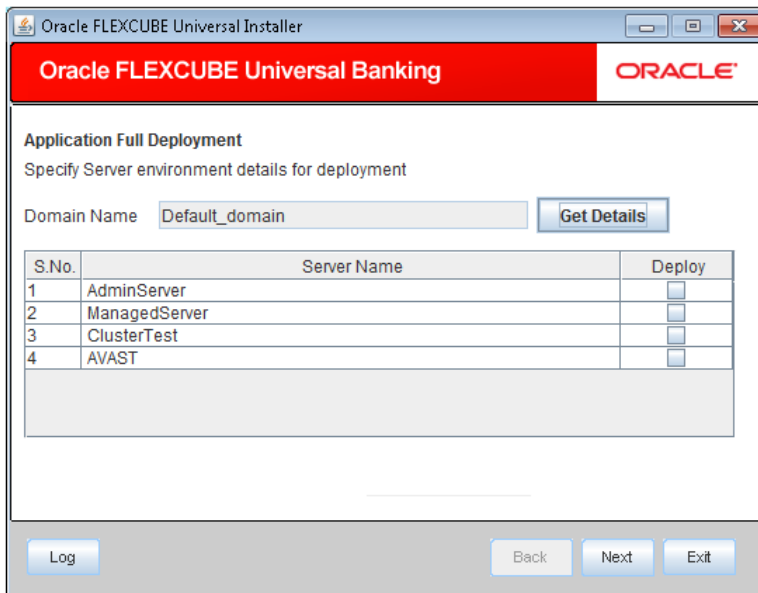 Oracle FLEXCUBE Universal Installer
Oracle FLEXCUBE Universal Banking
ORACLE
Application Full Deployment
Specify Server environment details for deployment
Domain Name Default_domain Get Details
S.No. Server Name Deploy
1 AdminServer
2 ManagedServer
3 ClusterTest
4 AVAST
Log Back Next Exit